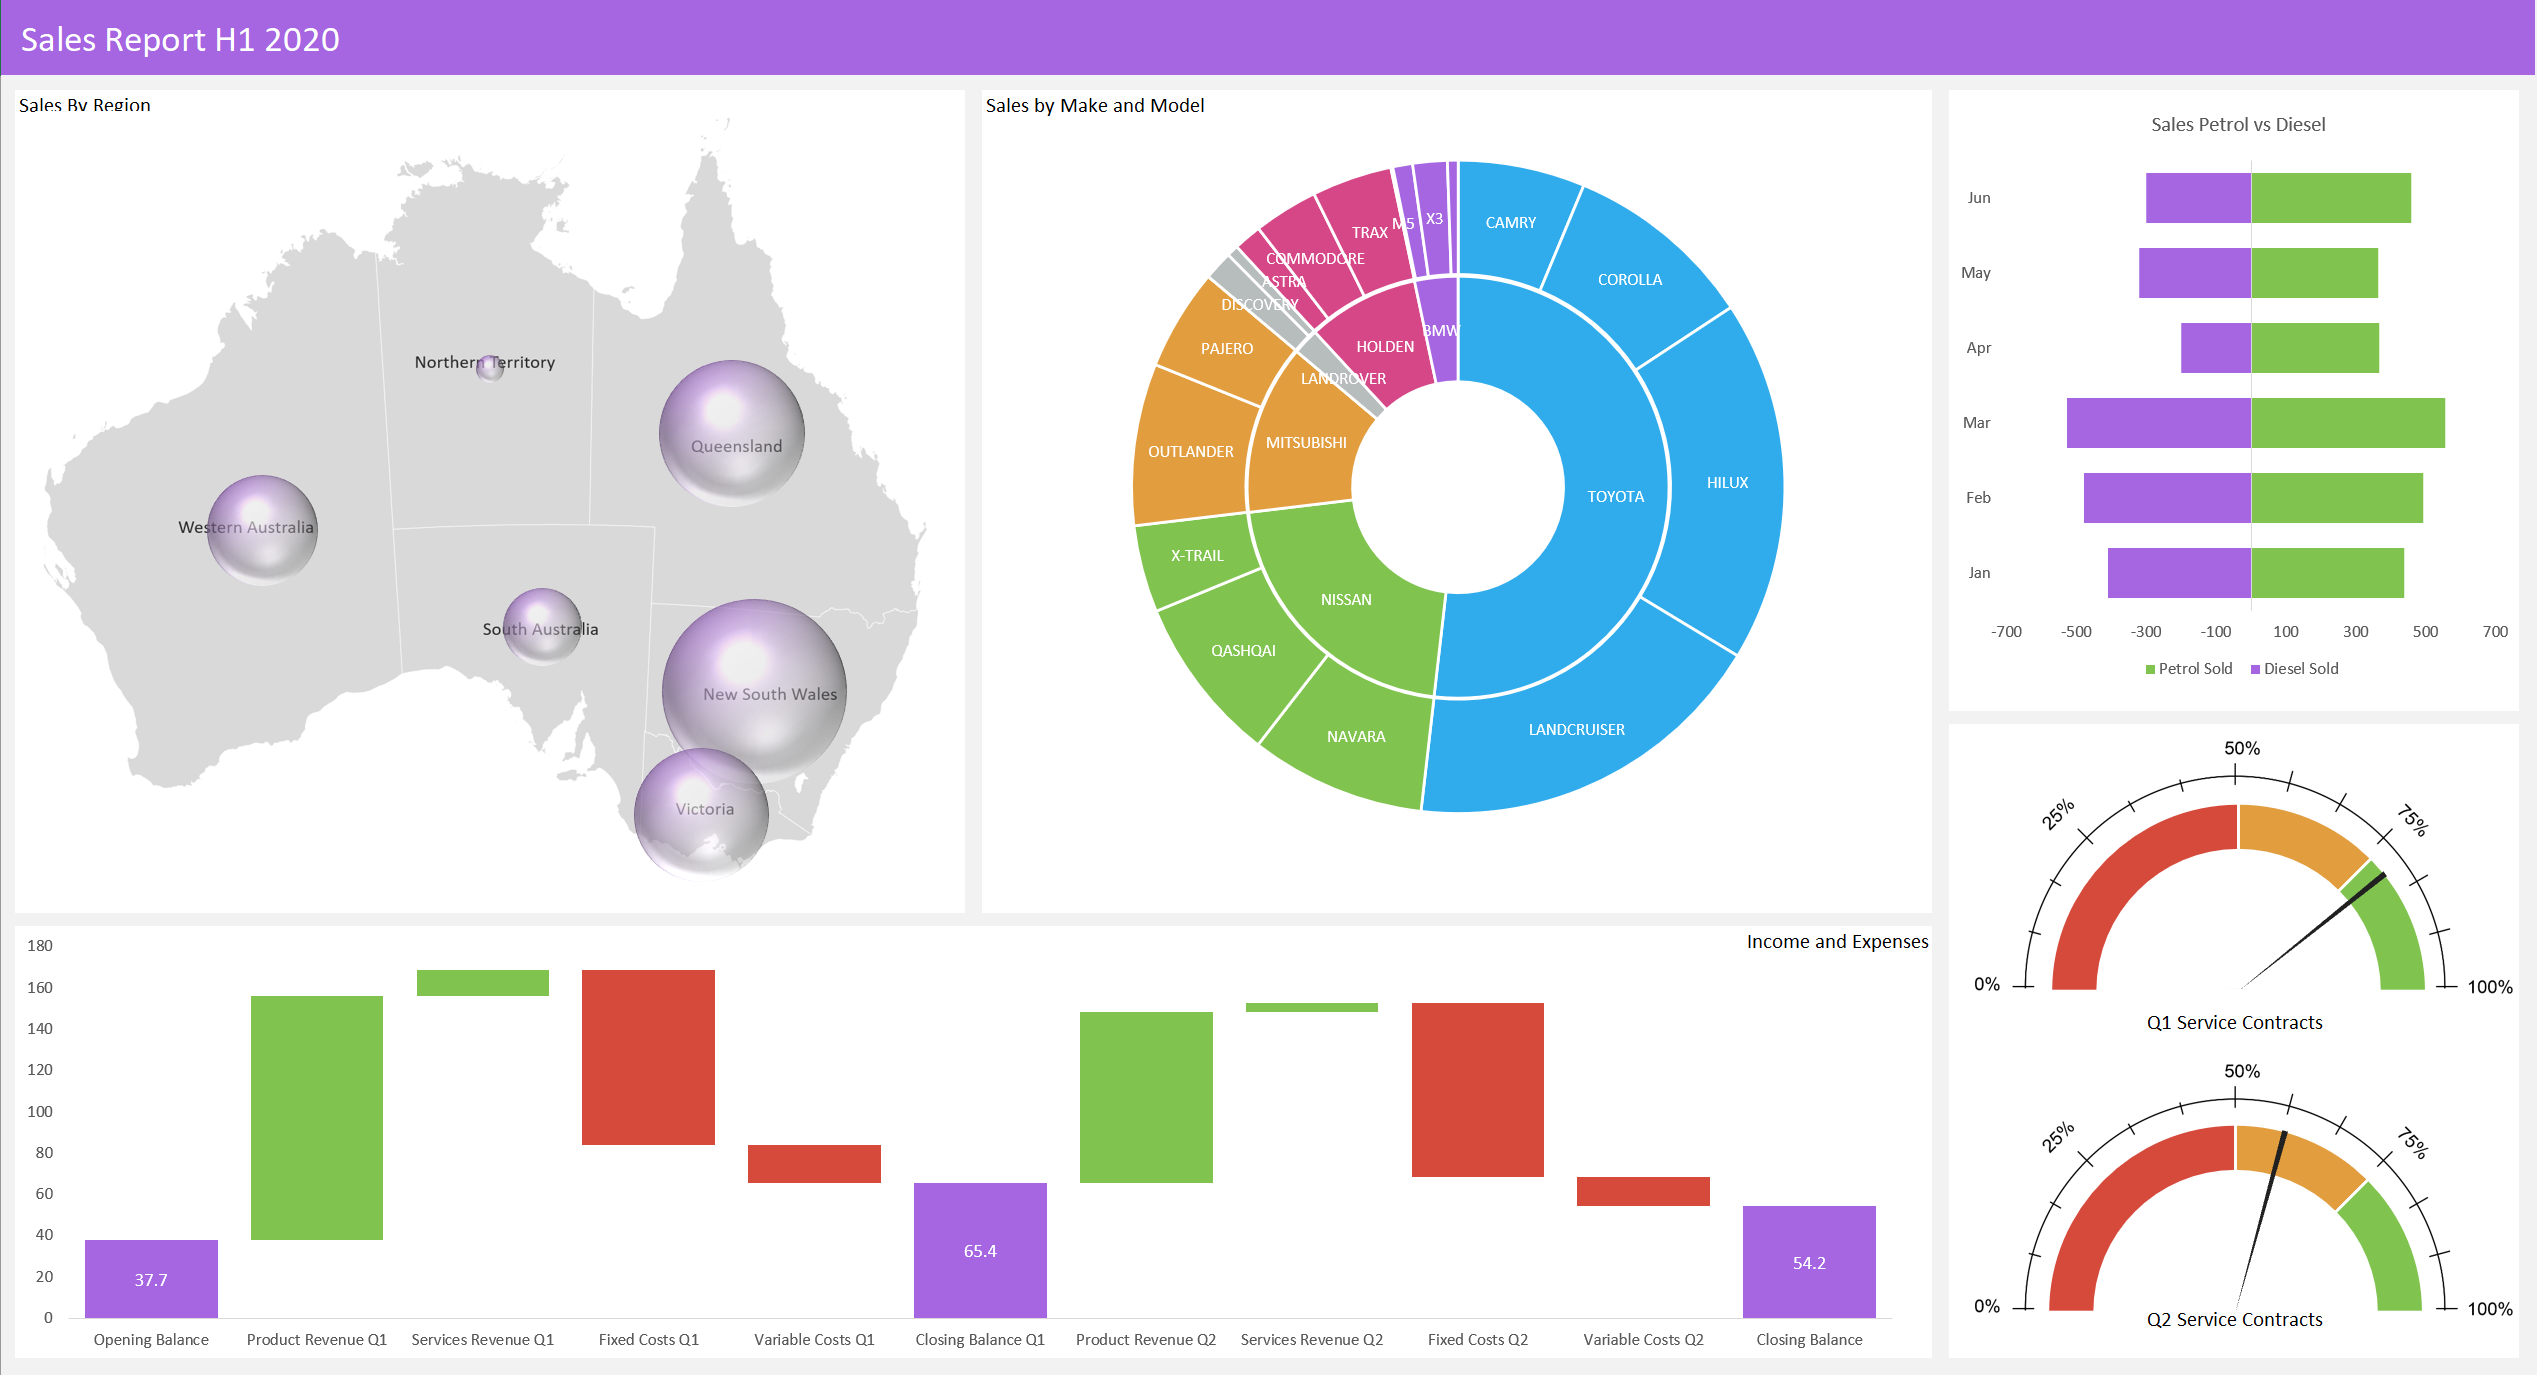 Sales Report H1 2020
Sales By Region
Northern Territory
Queensland
Western Australia
South Australia
New South Wales
Victoria
Sales by Make and Model
CAMRY
COROLLA
HILUX
LANDCRUISER
NAVARA
QASHQAI
X-TRAIL
OUTLANDER
PAJERO
DISCOVERY
ASTRA
COMMODORE
TRAX
M5
X3
TOYOTA
NISSAN
MITSUBISHI
LANDROVER
HOLDEN
BMW
Sales Petrol vs Diesel
Jun
May
Apr
Mar
Feb
Jan
-700 -500 -300 -100 100 300 500 700
Petrol Sold Diesel Sold
0% 25% 50% 75% 100%
Q1 Service Contracts
0% 25% 50% 75% 100%
Q2 Service Contracts
Income and Expenses
180
160
140
120
100
80
60
40
20
0
37.7
65.4
54.2
Opening Balance Product Revenue Q1 Services Revenue Q1 Fixed Costs Q1 Variable Costs Q1 Closing Balance Q1 Product Revenue Q2 Services Revenue Q2 Fixed Costs Q2 Variable Costs Q2 Closing Balance